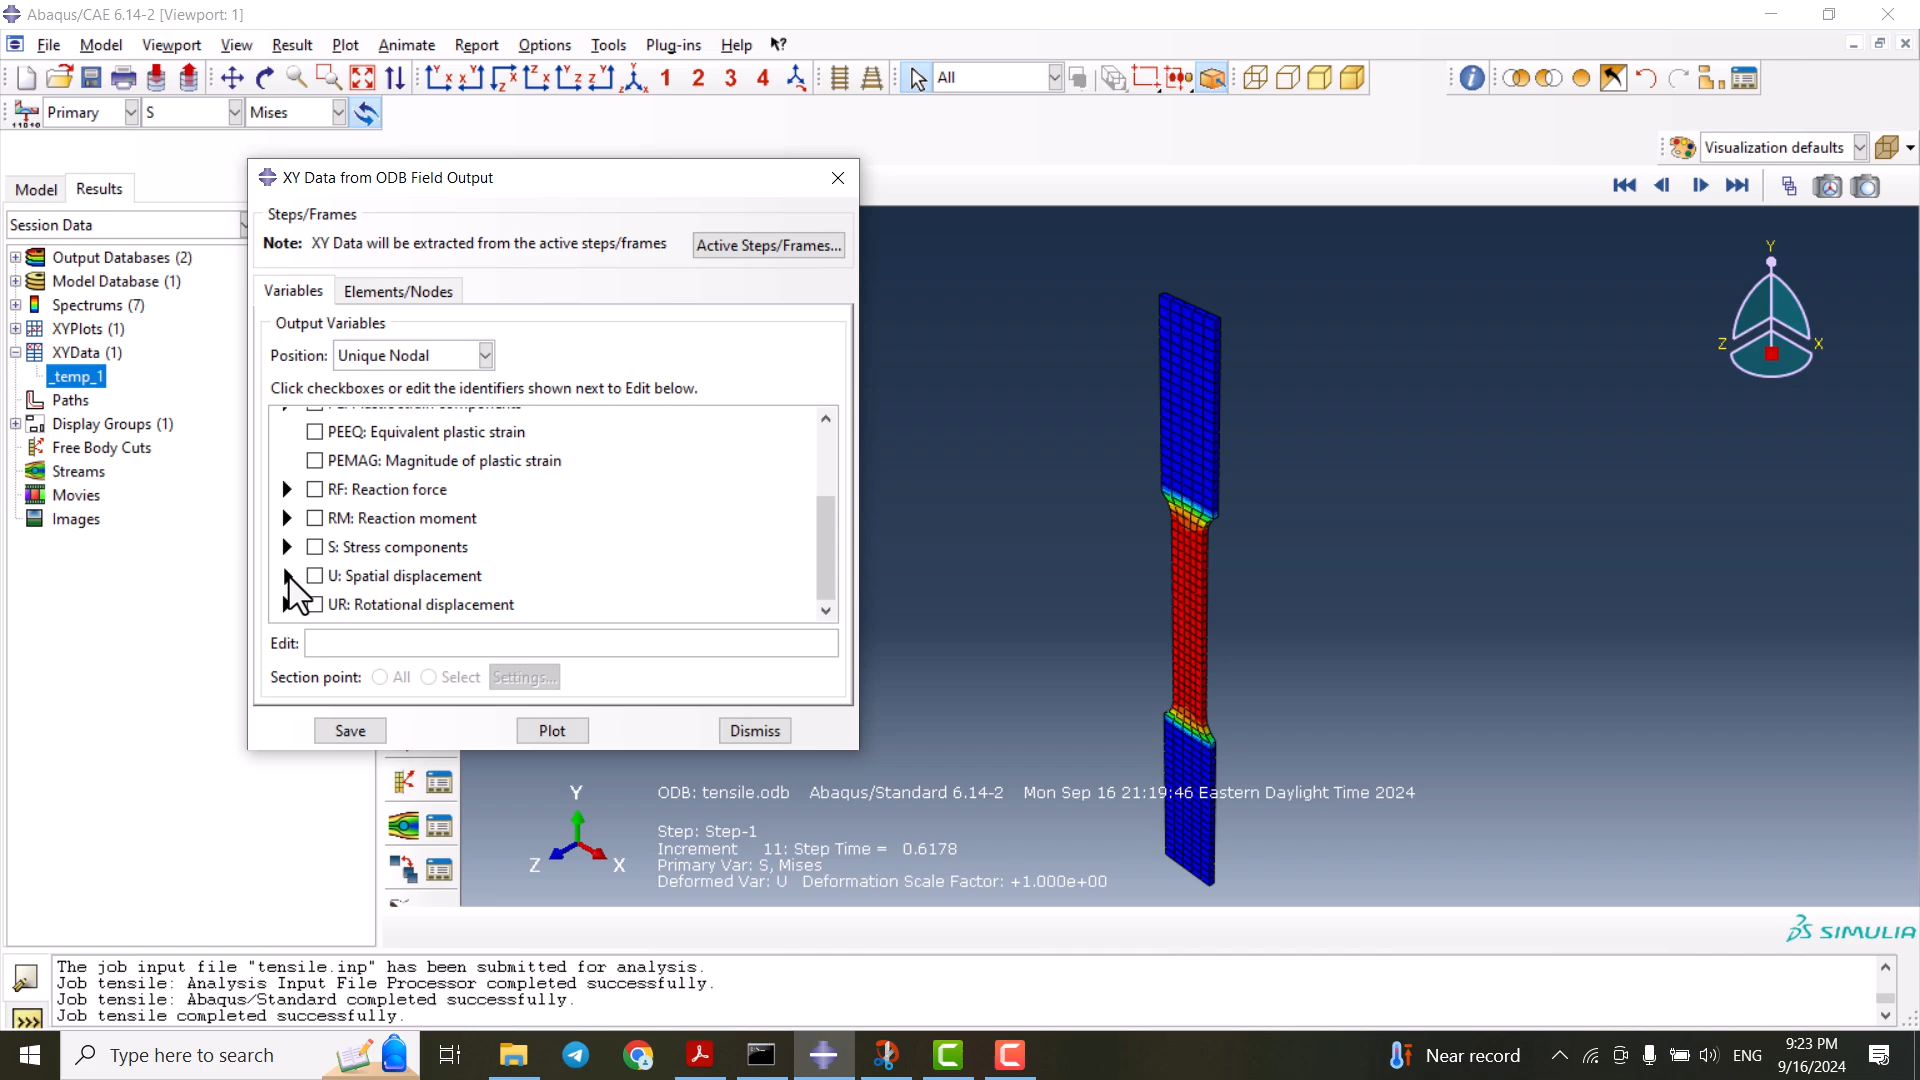 Abaqus/CAE 6.14-2 [Viewport: 1]
File Model Viewport View Result Plot Animate Report Options Tools Plug-ins Help
1 2 3 4 All
Primary S Mises
Visualization defaults
Model Results
Session Data
Output Databases (2)
Model Database (1)
Spectrums (7)
XYPlots (1)
XYData (1)
_temp_1
Paths
Display Groups (1)
Free Body Cuts
Streams
Movies
Images
XY Data from ODB Field Output
Steps/Frames
Note: XY Data will be extracted from the active steps/frames Active Steps/Frames...
Variables Elements/Nodes
Output Variables
Position: Unique Nodal
Click checkboxes or edit the identifiers shown next to Edit below.
PEEQ: Equivalent plastic strain
PEMAG: Magnitude of plastic strain
RF: Reaction force
RM: Reaction moment
S: Stress components
U: Spatial displacement
UR: Rotational displacement
Edit:
Section point: All Select Settings...
Save Plot Dismiss
Y
Z X
Y
Z X
ODB: tensile.odb Abaqus/Standard 6.14-2 Mon Sep 16 21:19:46 Eastern Daylight Time 2024
Step: Step-1
Increment 11: Step Time = 0.6178
Primary Var: S, Mises
Deformed Var: U Deformation Scale Factor: +1.000e+00
SIMULIA
The job input file "tensile.inp" has been submitted for analysis.
Job tensile: Analysis Input File Processor completed successfully.
Job tensile: Abaqus/Standard completed successfully.
Job tensile completed successfully.
Type here to search
Near record
ENG
9:23 PM
9/16/2024